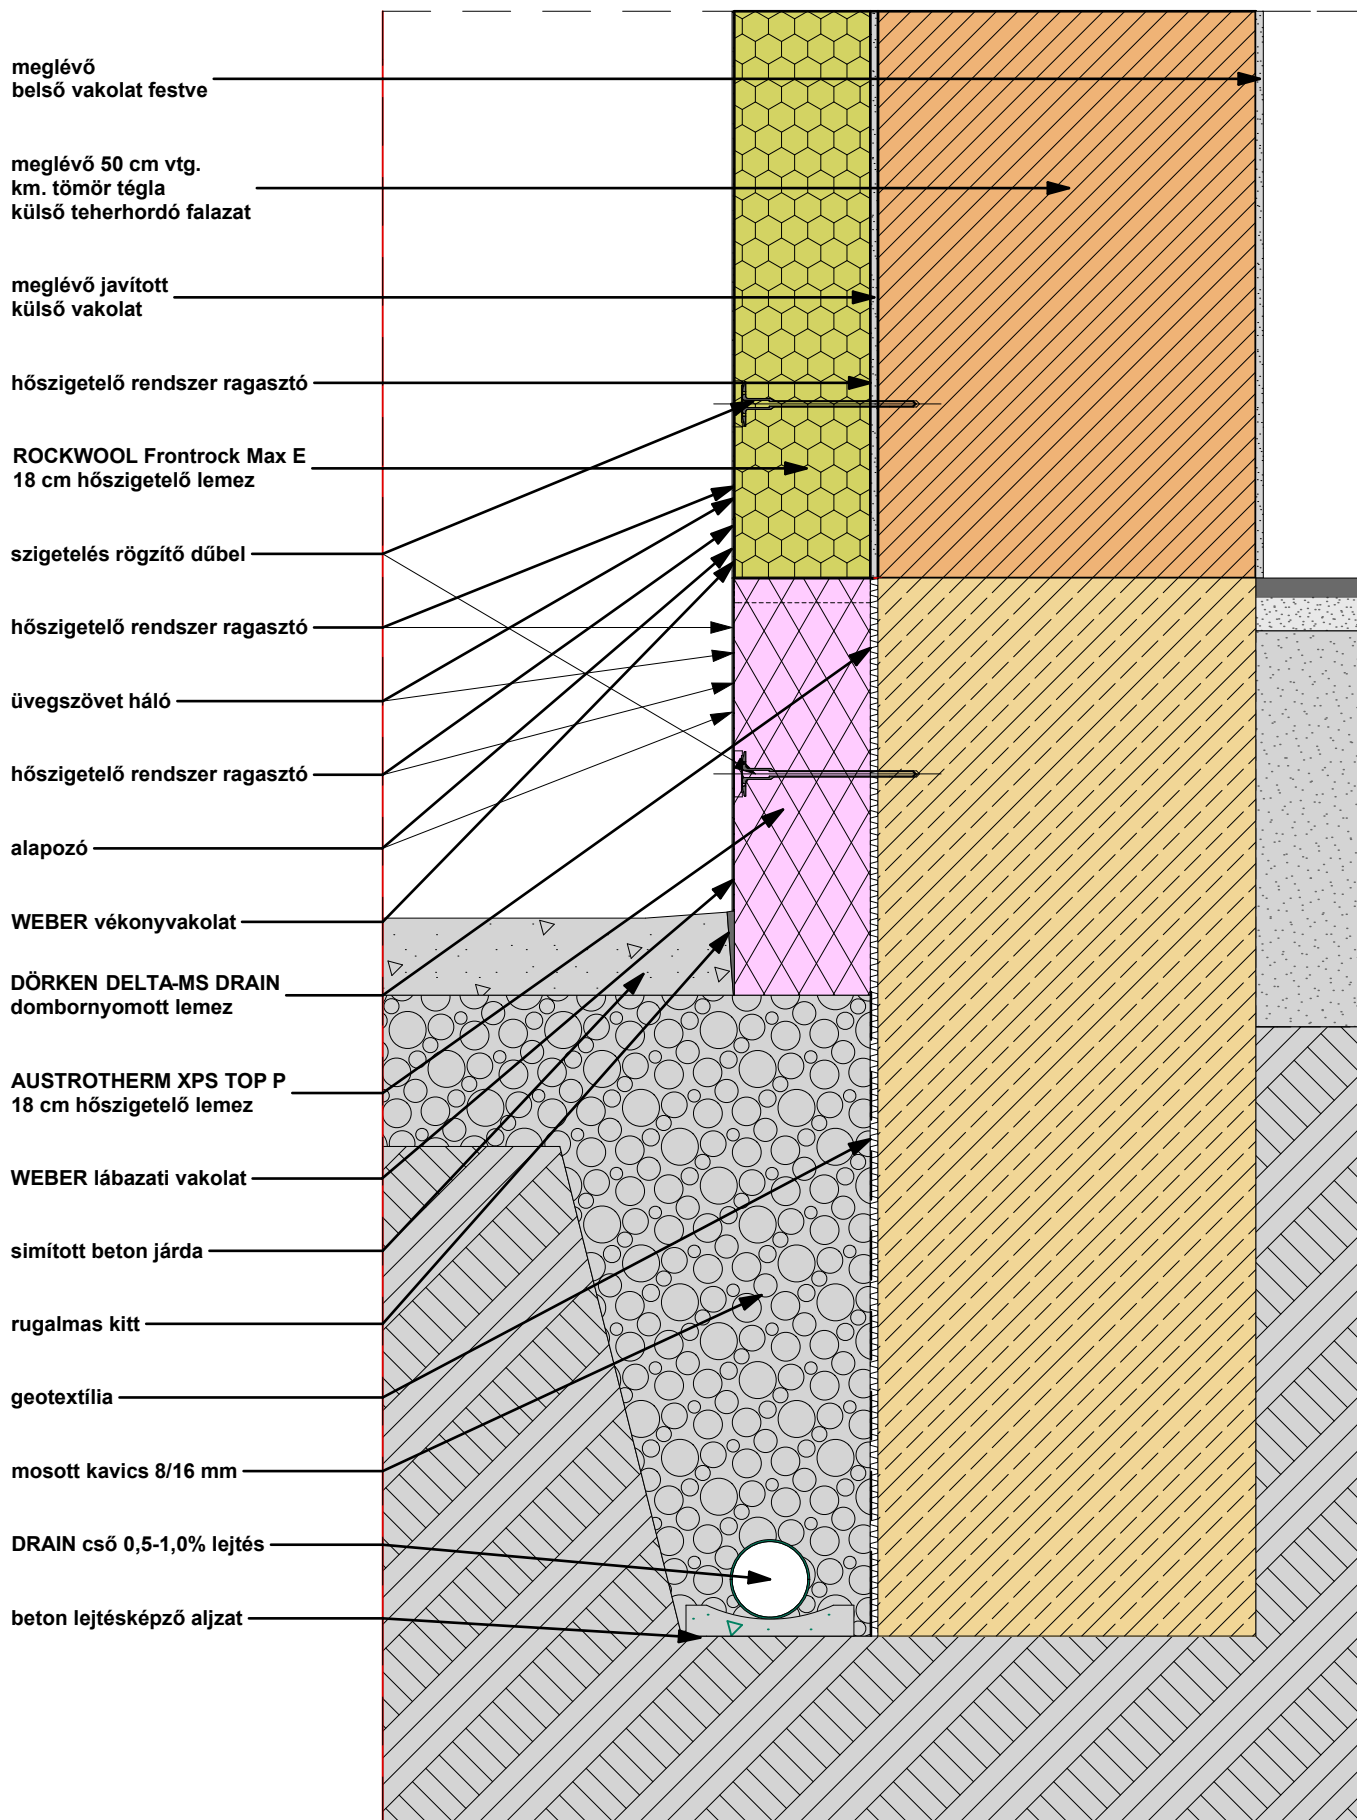 meglévő
belső vakolat festve
meglévő 50 cm vtg.
km. tömör tégla
külső teherhordó falazat
meglévő javított
külső vakolat
hőszigetelő rendszer ragasztó
ROCKWOOL Frontrock Max E
18 cm hőszigetelő lemez
szigetelés rögzítő dűbel
hőszigetelő rendszer ragasztó
üvegszövet háló
hőszigetelő rendszer ragasztó
alapozó
WEBER vékonyvakolat
DÖRKEN DELTA-MS DRAIN
dombornyomott lemez
AUSTROTHERM XPS TOP P
18 cm hőszigetelő lemez
WEBER lábazati vakolat
simított beton járda
rugalmas kitt
geotextília
mosott kavics 8/16 mm
DRAIN cső 0,5-1,0% lejtés
beton lejtésképző aljzat